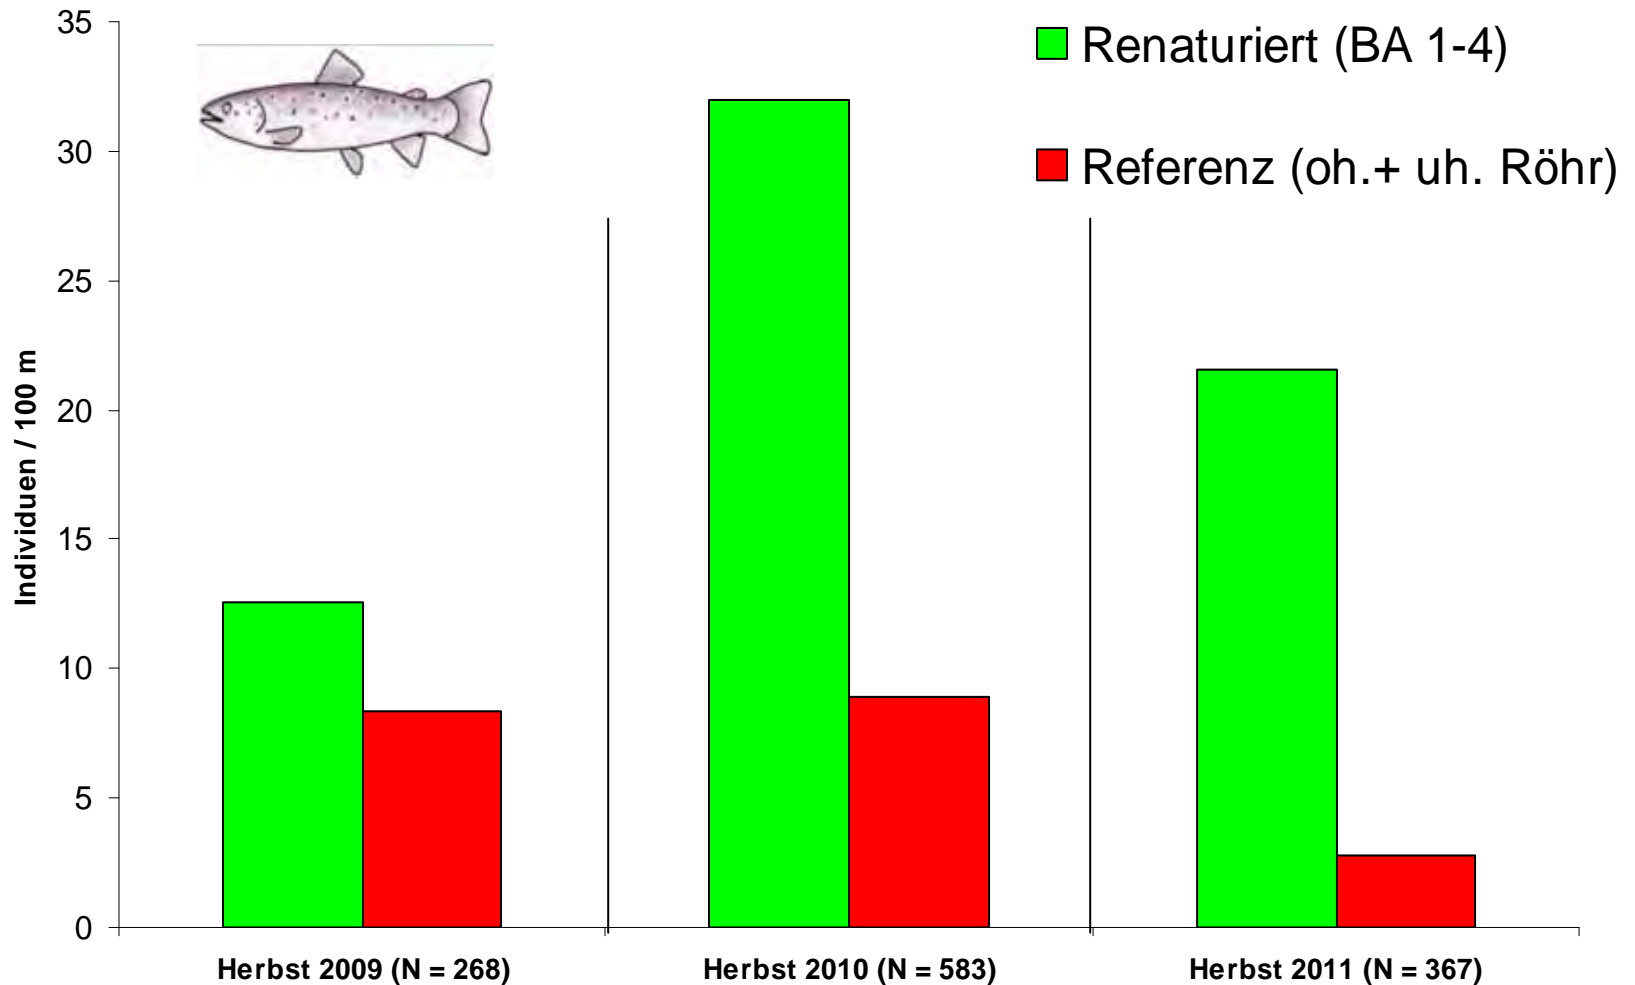 Renaturiert (BA 1-4)
Referenz (oh.+ uh. Röhr)
Individuen / 100 m
35
30
25
20
15
10
5
0
Herbst 2009 (N = 268)
Herbst 2010 (N = 583)
Herbst 2011 (N = 367)